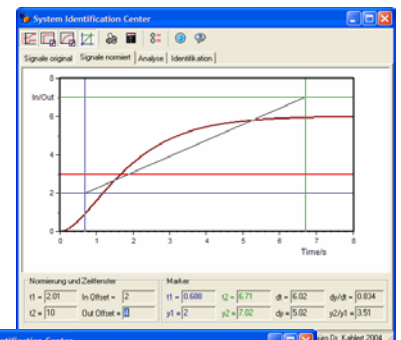 System Identification Center
Signale original Signale normiert Analyse Identifikation
In/Out
8
6
4
2
0
0 1 2 3 4 5 6 7 8
Time/s
Normierung und Zeitfenster
t1 = 2.01 In Offset = 2
t2 = 10 Out Offset = 4
Marker
t1 = 0.688 t2 = 6.71 dt = 6.02 dy/dt = 0.834
y1 = 2 y2 = 7.02 dy = 5.02 y2/y1 = 3.51
Dr. Kahlert 2004
Center